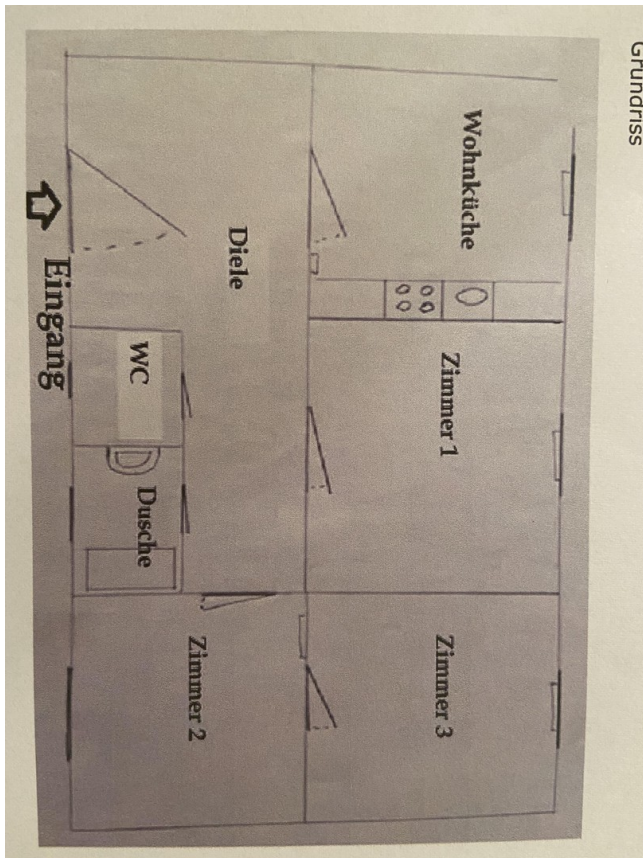 Grundriss
Wohnküche
Diele
Eingang
WC
Zimmer 1
Dusche
Zimmer 2
Zimmer 3